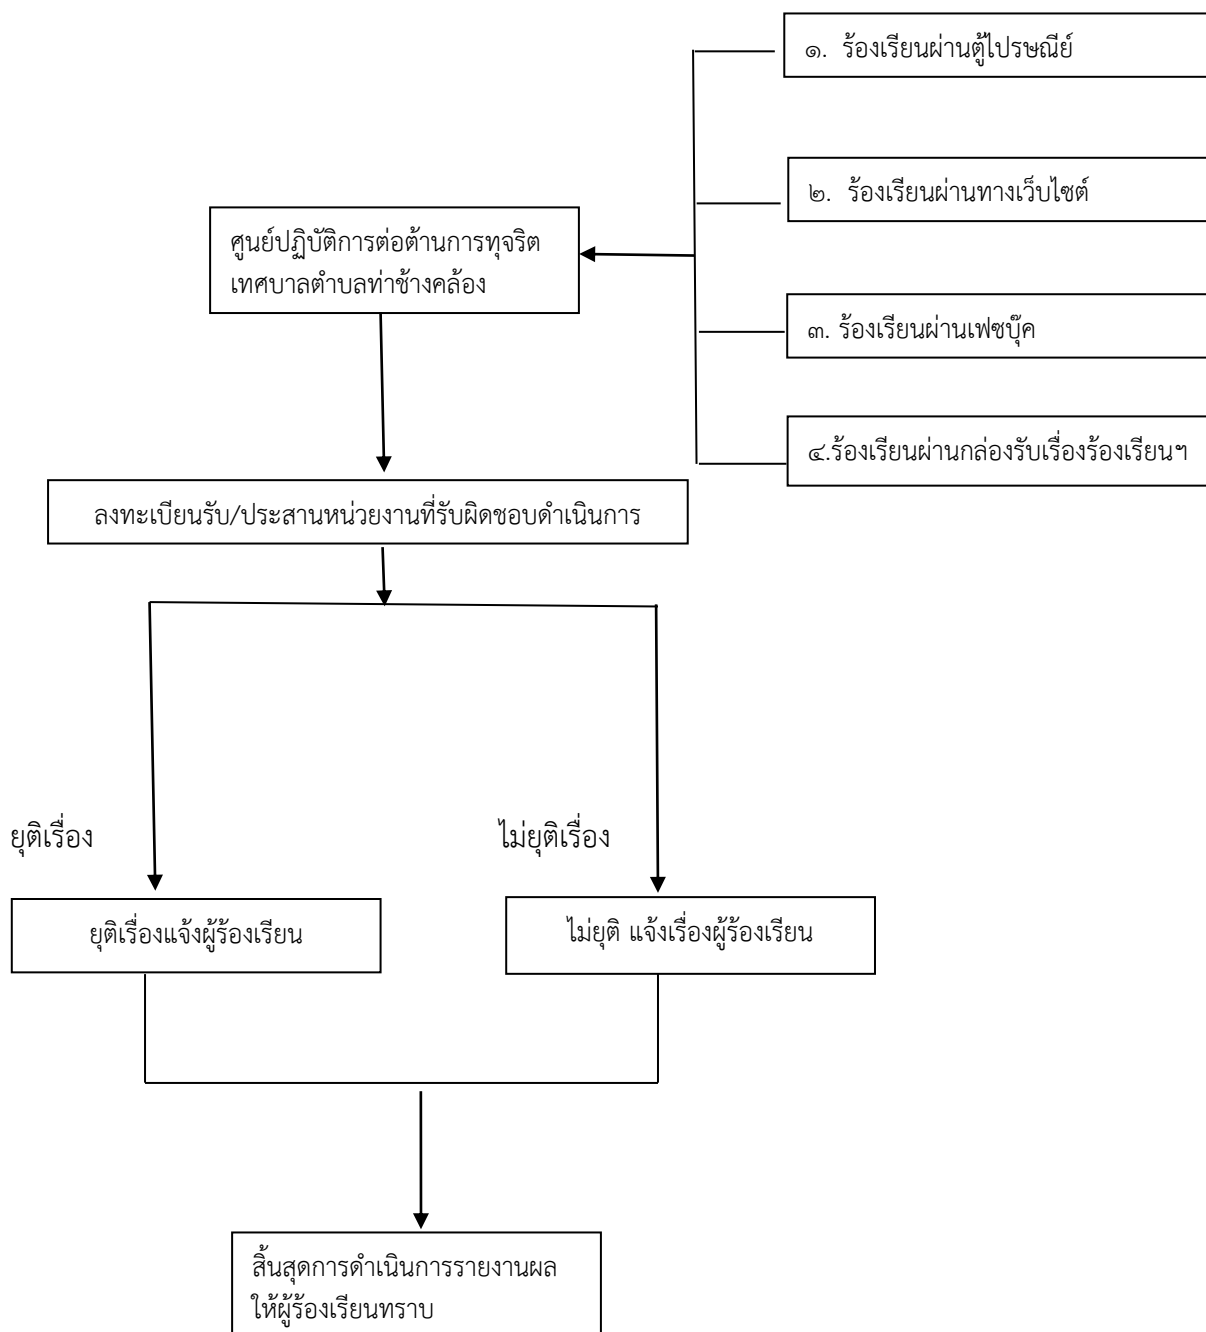 ๑. ร้องเรียนผ่านตู้ไปรษณีย์
๒. ร้องเรียนผ่านทางเว็บไซต์
ศูนย์ปฏิบัติการต่อต้านการทุจริต
เทศบาลตำบลท่าช้างคล้อง
๓. ร้องเรียนผ่านเฟซบุ๊ค
๔.ร้องเรียนผ่านกล่องรับเรื่องร้องเรียนฯ
ลงทะเบียนรับ/ประสานหน่วยงานที่รับผิดชอบดำเนินการ
ยุติเรื่อง
ไม่ยุติเรื่อง
ยุติเรื่องแจ้งผู้ร้องเรียน
ไม่ยุติ แจ้งเรื่องผู้ร้องเรียน
สิ้นสุดการดำเนินการรายงานผล
ให้ผู้ร้องเรียนทราบ